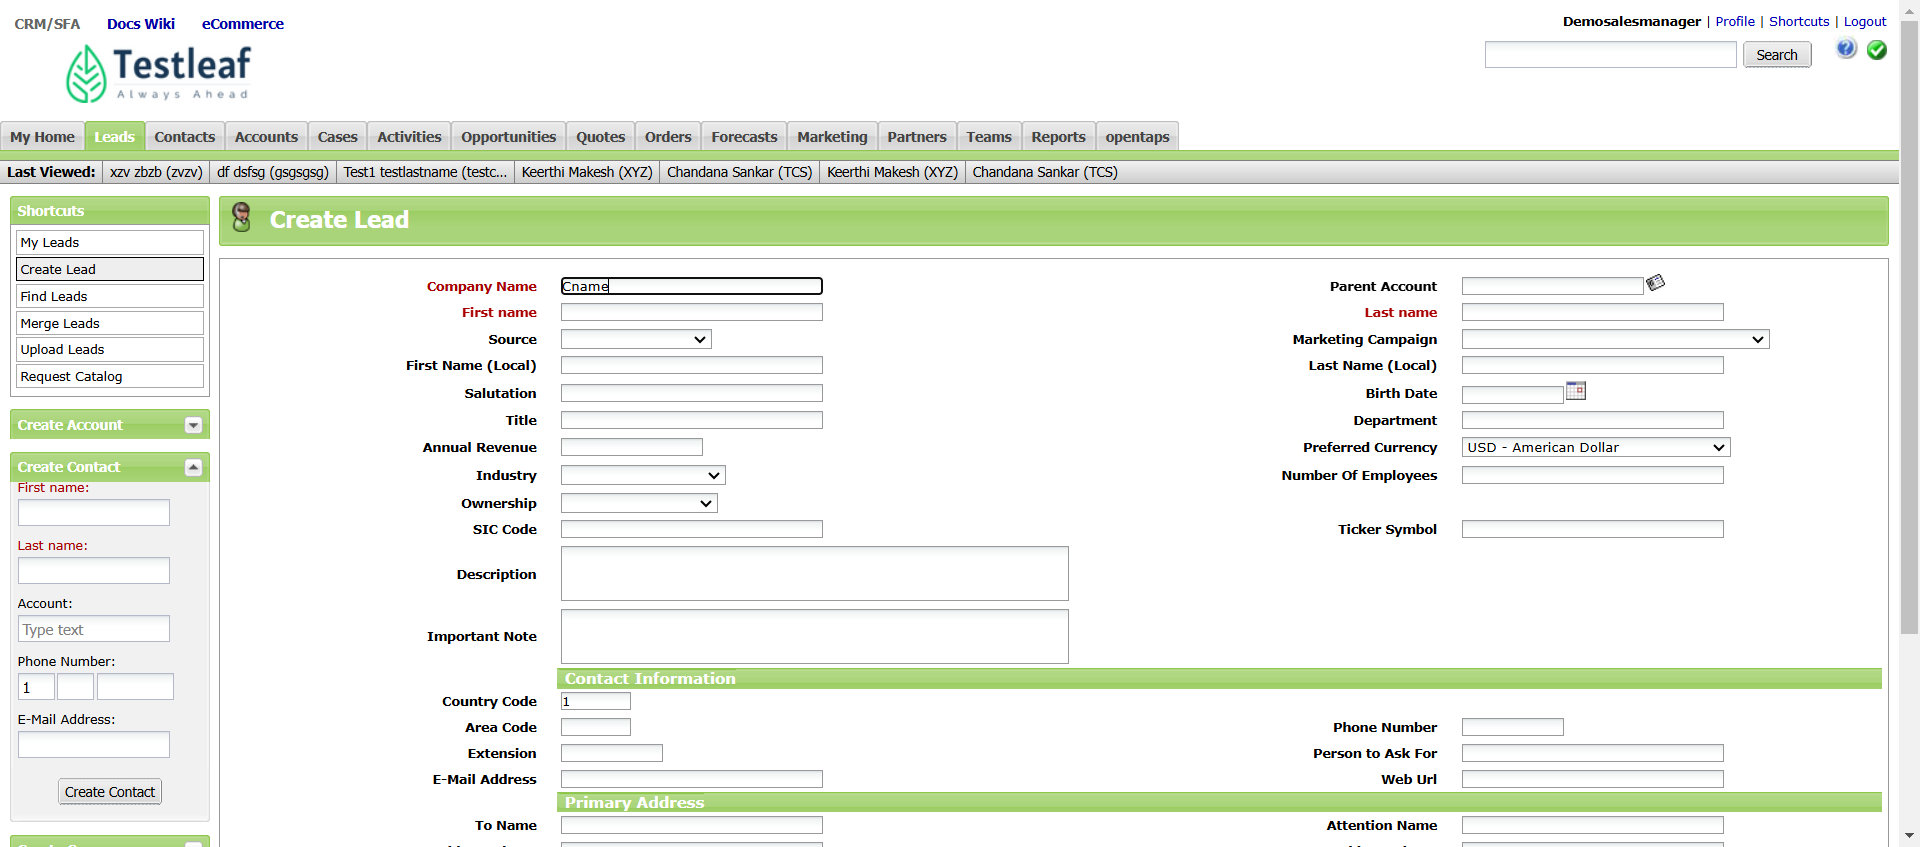 CRM/SFA Docs Wiki eCommerce
Demosalesmanager | Profile | Shortcuts | Logout
Testleaf
Always Ahead
Search
My Home Leads Contacts Accounts Cases Activities Opportunities Quotes Orders Forecasts Marketing Partners Teams Reports opentaps
Last Viewed: xzv zbzb (zvzv) df dsfsg (gsgsgsg) Test1 testlastname (testc... Keerthi Makesh (XYZ) Chandana Sankar (TCS) Keerthi Makesh (XYZ) Chandana Sankar (TCS)
Shortcuts
My Leads
Create Lead
Find Leads
Merge Leads
Upload Leads
Request Catalog
Create Account
Create Contact
First name:
Last name:
Account:
Type text
Phone Number:
1
E-Mail Address:
Create Contact
Create Lead
Company Name Cname Parent Account
First name Last name
Source Marketing Campaign
First Name (Local) Last Name (Local)
Salutation Birth Date
Title Department
Annual Revenue Preferred Currency USD - American Dollar
Industry Number Of Employees
Ownership
SIC Code Ticker Symbol
Description
Important Note
Contact Information
Country Code 1
Area Code Phone Number
Extension Person to Ask For
E-Mail Address Web Url
Primary Address
To Name Attention Name